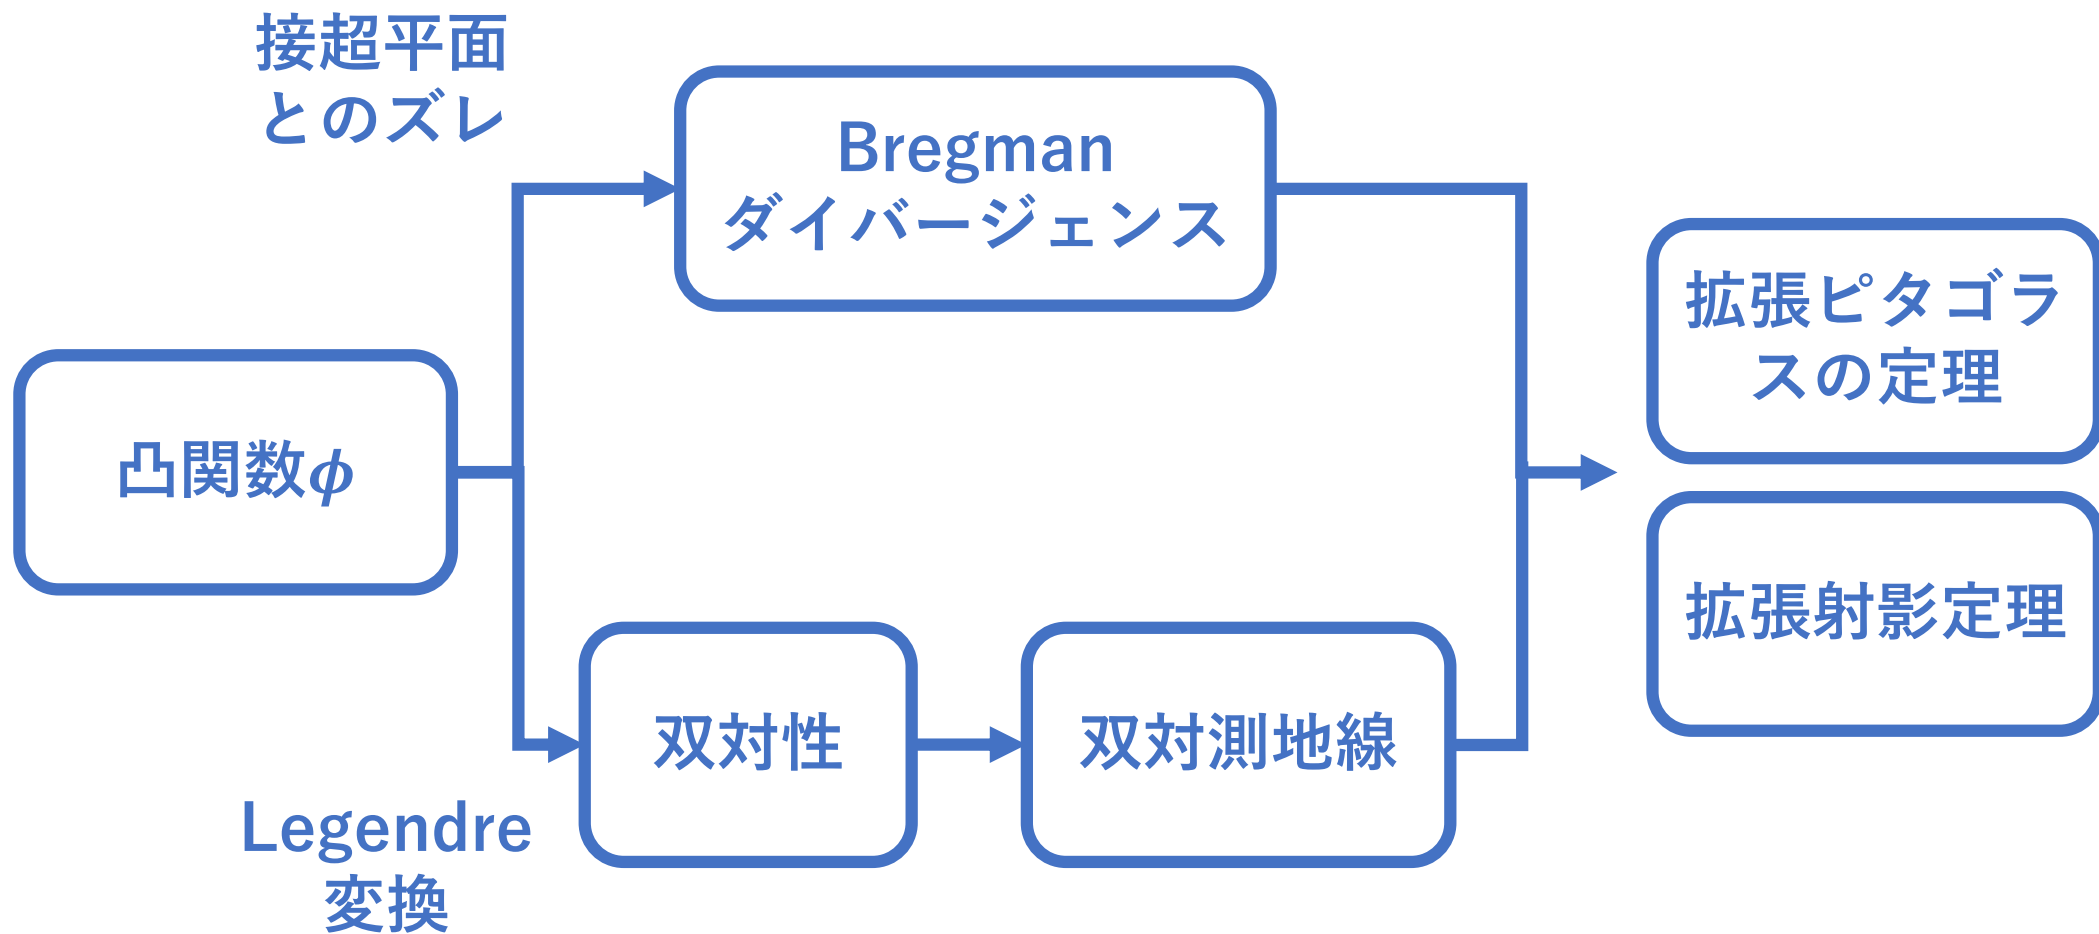 接超平面
とのズレ
Bregman
ダイバージェンス
凸関数ϕ
拡張ピタゴラ
スの定理
拡張射影定理
双対性
双対測地線
Legendre
変換